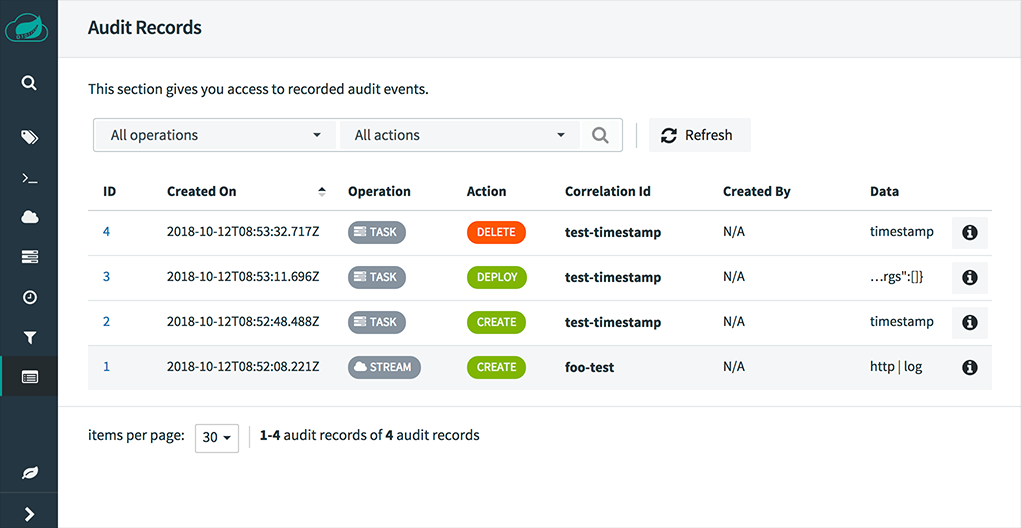 Audit Records
This section gives you access to recorded audit events.
All operations All actions Refresh
ID Created On Operation Action Correlation Id Created By Data
4 2018-10-12T08:53:32.717Z TASK DELETE test-timestamp N/A timestamp
3 2018-10-12T08:53:11.696Z TASK DEPLOY test-timestamp N/A ...rgs":[]}
2 2018-10-12T08:52:48.488Z TASK CREATE test-timestamp N/A timestamp
1 2018-10-12T08:52:08.221Z STREAM CREATE foo-test N/A http | log
items per page: 30 1-4 audit records of 4 audit records